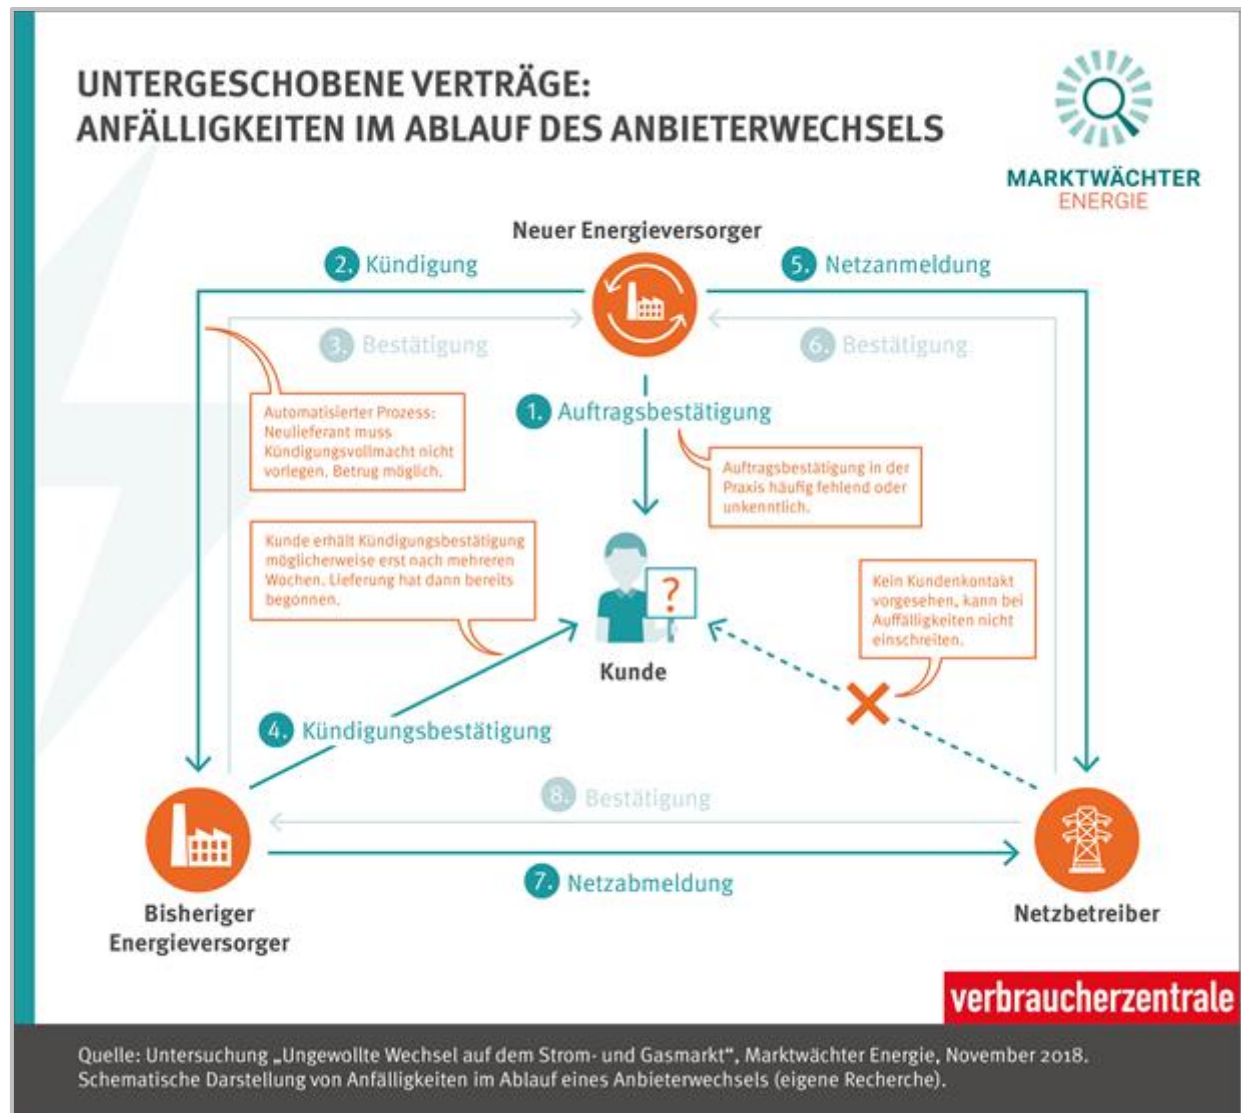 UNTERGESCHOBENE VERTRÄGE:
ANFÄLLIGKEITEN IM ABLAUF DES ANBIETERWECHSELS
MARKTWÄCHTER
ENERGIE
Neuer Energieversorger
2. Kündigung
5. Netzanmeldung
3. Bestätigung
6. Bestätigung
1. Auftragsbestätigung
Automatisierter Prozess:
Neulieferant muss
Kündigungsvollmacht nicht
vorlegen. Betrug möglich.
Auftragsbestätigung in der
Praxis häufig fehlend oder
unkenntlich.
Kunde erhält Kündigungsbestätigung
möglicherweise erst nach mehreren
Wochen. Lieferung hat dann bereits
begonnen.
?
Kein Kundenkontakt
vorgesehen, kann bei
Auffälligkeiten nicht
einschreiten.
Kunde
4. Kündigungsbestätigung
8. Bestätigung
7. Netzabmeldung
Bisheriger
Energieversorger
Netzbetreiber
verbraucherzentrale
Quelle: Untersuchung „Ungewollte Wechsel auf dem Strom- und Gasmarkt“, Marktwächter Energie, November 2018.
Schematische Darstellung von Anfälligkeiten im Ablauf eines Anbieterwechsels (eigene Recherche).